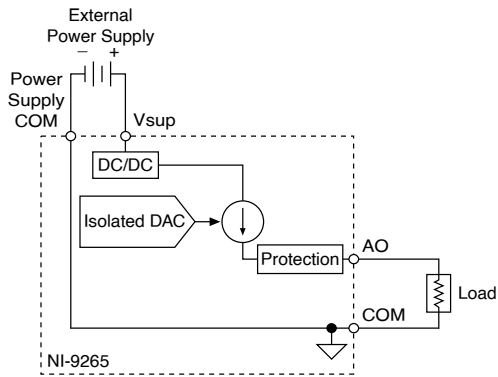 External
Power Supply
– +
Power
Supply
COM
Vsup
DC/DC
Isolated DAC
Protection
AO
Load
COM
NI-9265